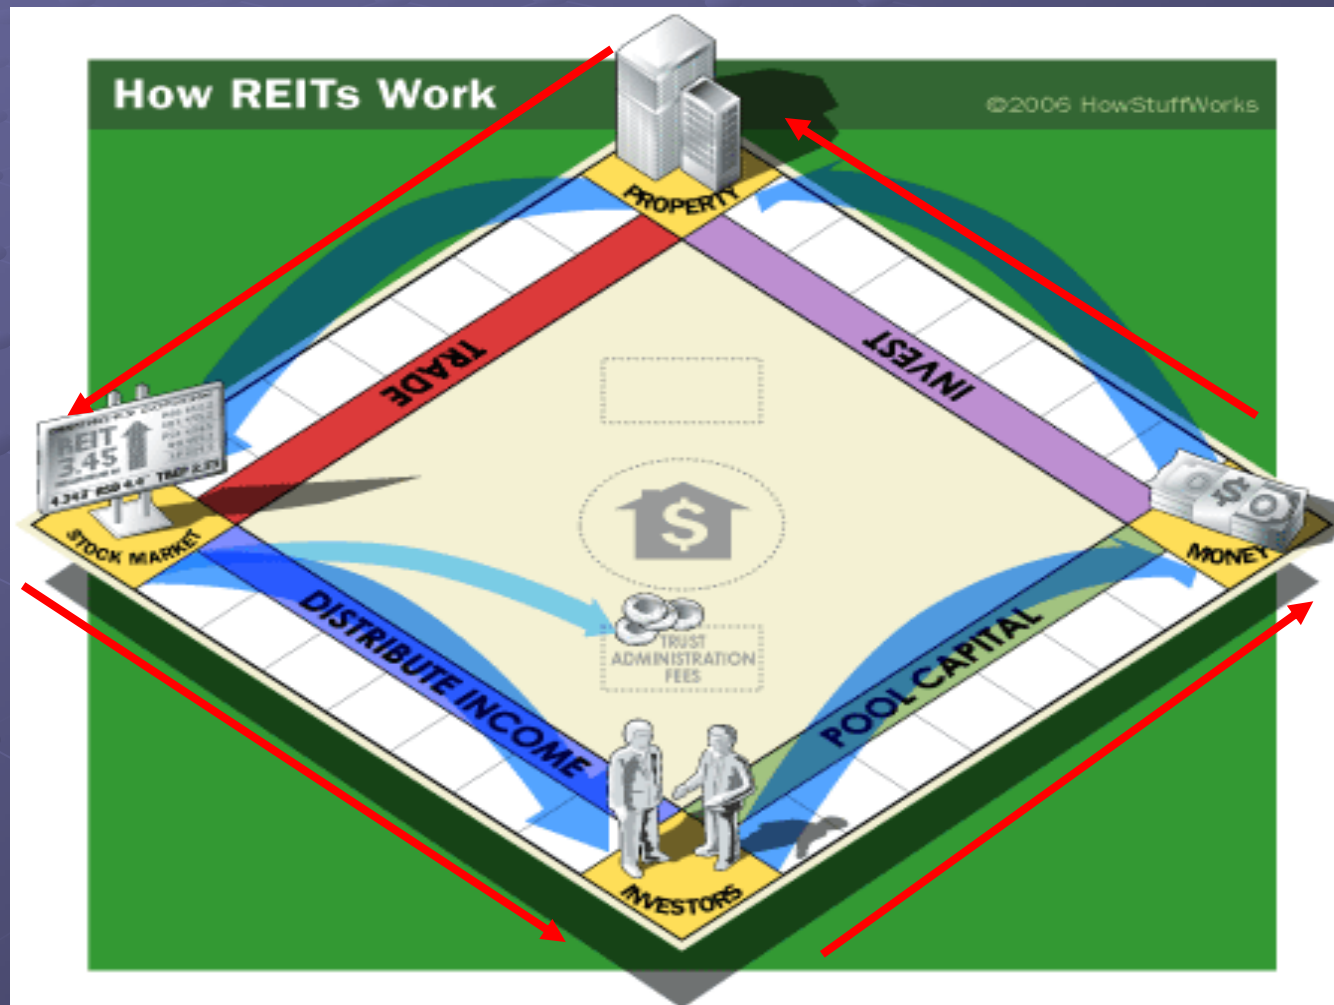 How REITs Work
©2006 HowStuffWorks
PROPERTY
TRADE
INVEST
REIT
3.45
STOCK MARKET
MONEY
$
$
DISTRIBUTE INCOME
POOL CAPITAL
TRUST
ADMINISTRATION
FEES
INVESTORS